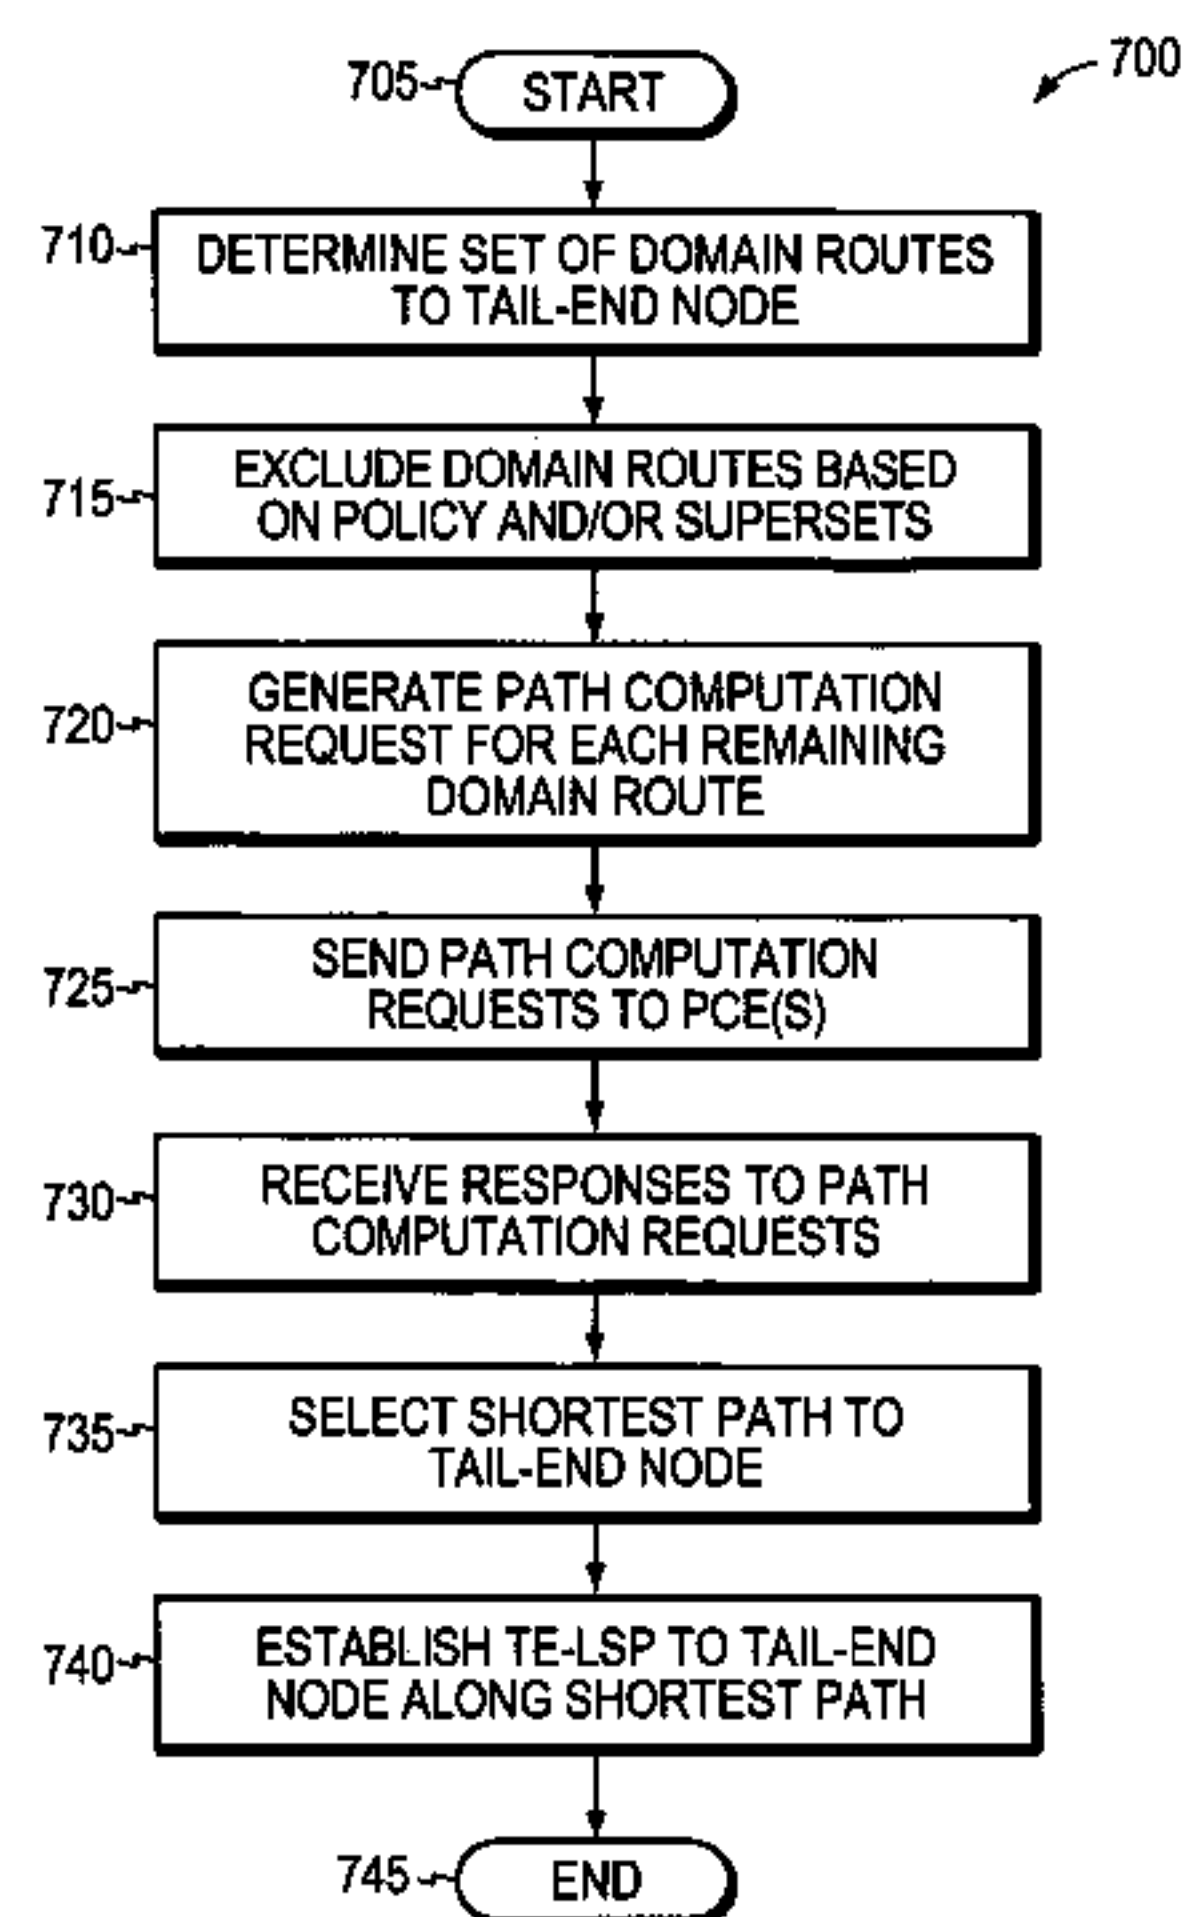 700
705
START
710
DETERMINE SET OF DOMAIN ROUTES
TO TAIL-END NODE
715
EXCLUDE DOMAIN ROUTES BASED
ON POLICY AND/OR SUPERSETS
720
GENERATE PATH COMPUTATION
REQUEST FOR EACH REMAINING
DOMAIN ROUTE
725
SEND PATH COMPUTATION
REQUESTS TO PCE(S)
730
RECEIVE RESPONSES TO PATH
COMPUTATION REQUESTS
735
SELECT SHORTEST PATH TO
TAIL-END NODE
740
ESTABLISH TE-LSP TO TAIL-END
NODE ALONG SHORTEST PATH
745
END